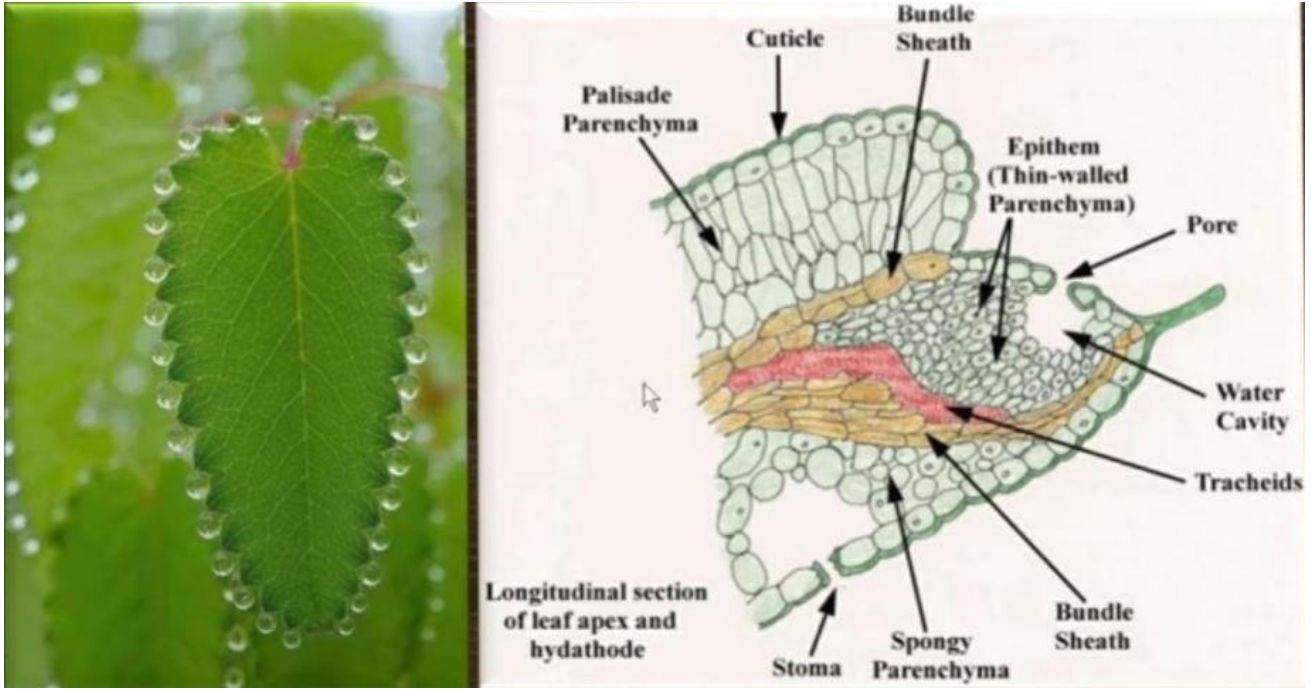 Bundle
Sheath
Cuticle
Palisade
Parenchyma
Epithem
(Thin-walled
Parenchyma)
Pore
Water
Cavity
Tracheids
Bundle
Sheath
Spongy
Parenchyma
Stoma
Longitudinal section
of leaf apex and
hydathode